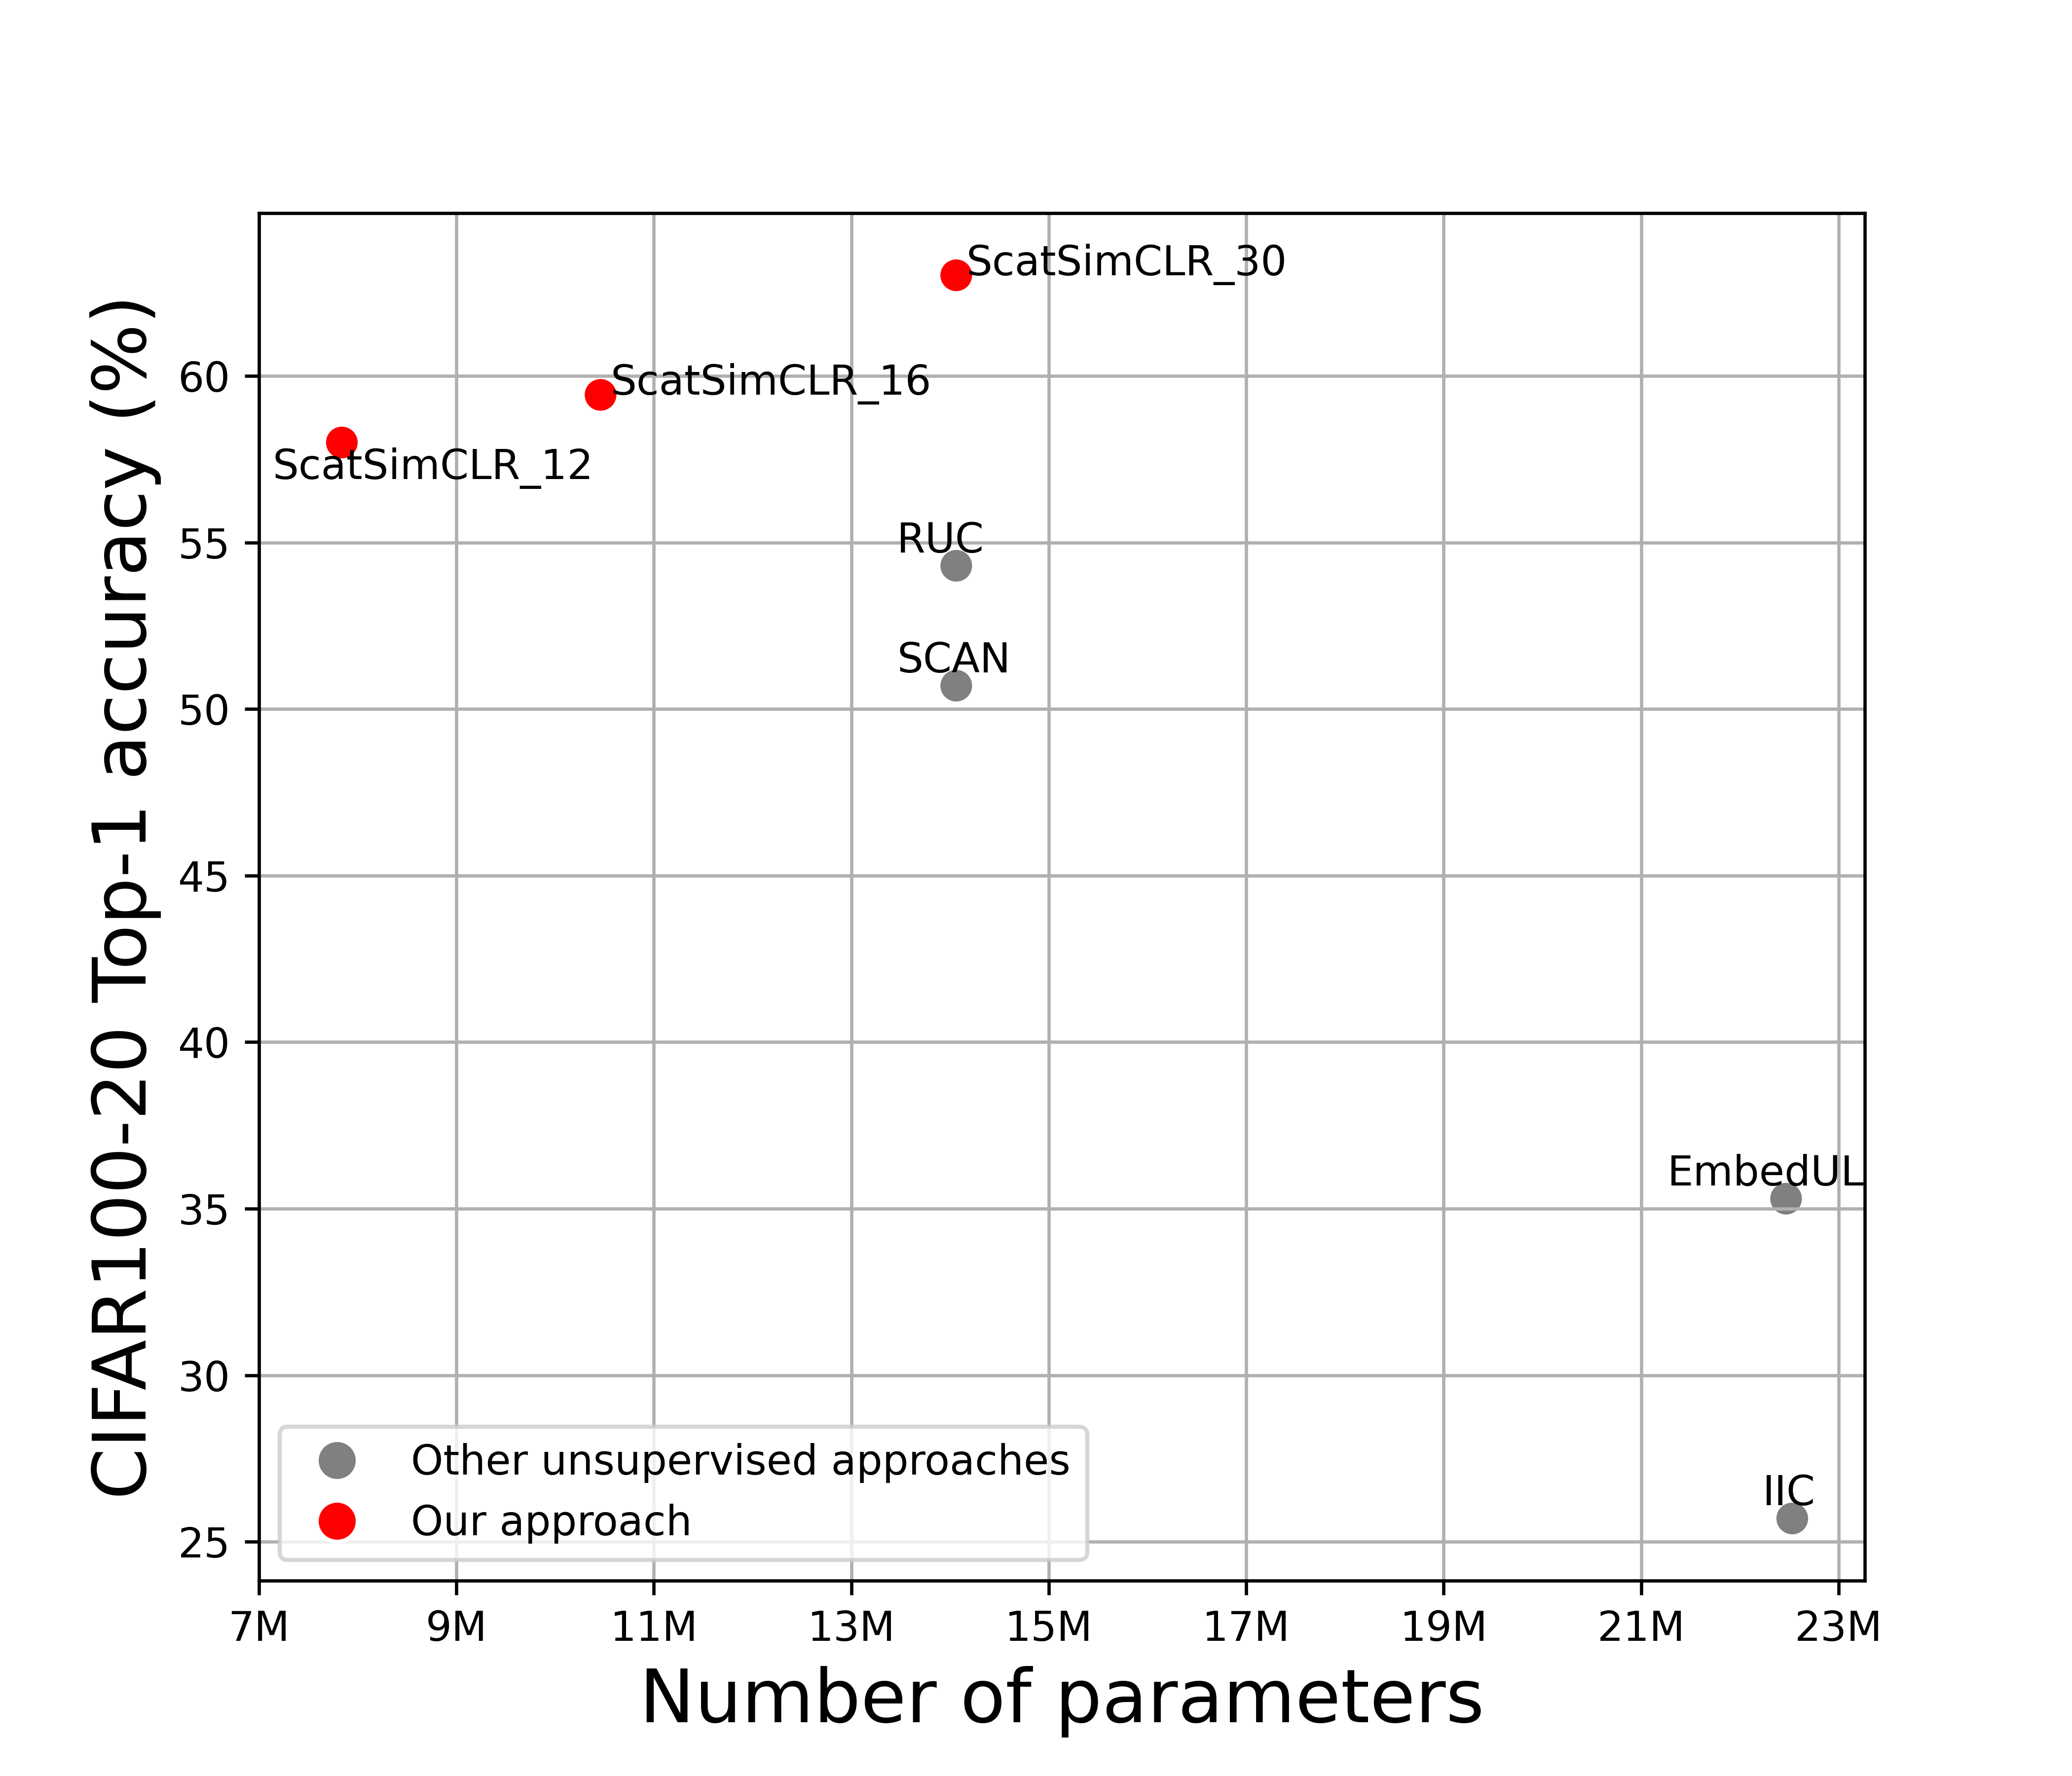 CIFAR100-20 Top-1 accuracy (%)
60
55
50
45
40
35
30
25
ScatSimCLR_30
ScatSimCLR_16
ScatSimCLR_12
RUC
SCAN
EmbedUL
IIC
Other unsupervised approaches
Our approach
7M 9M 11M 13M 15M 17M 19M 21M 23M
Number of parameters